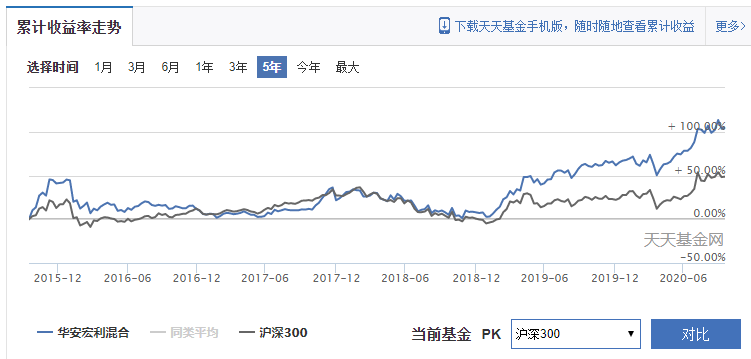 累计收益率走势
下载天天基金手机版，随时随地查看累计收益 更多>
选择时间 1月 3月 6月 1年 3年 5年 今年 最大
+ 100.00%
+ 50.00%
0.00%
天天基金网
-50.00%
2015-12 2016-06 2016-12 2017-06 2017-12 2018-06 2018-12 2019-06 2019-12 2020-06
华安宏利混合 同类平均 沪深300 当前基金 PK 沪深300 对比